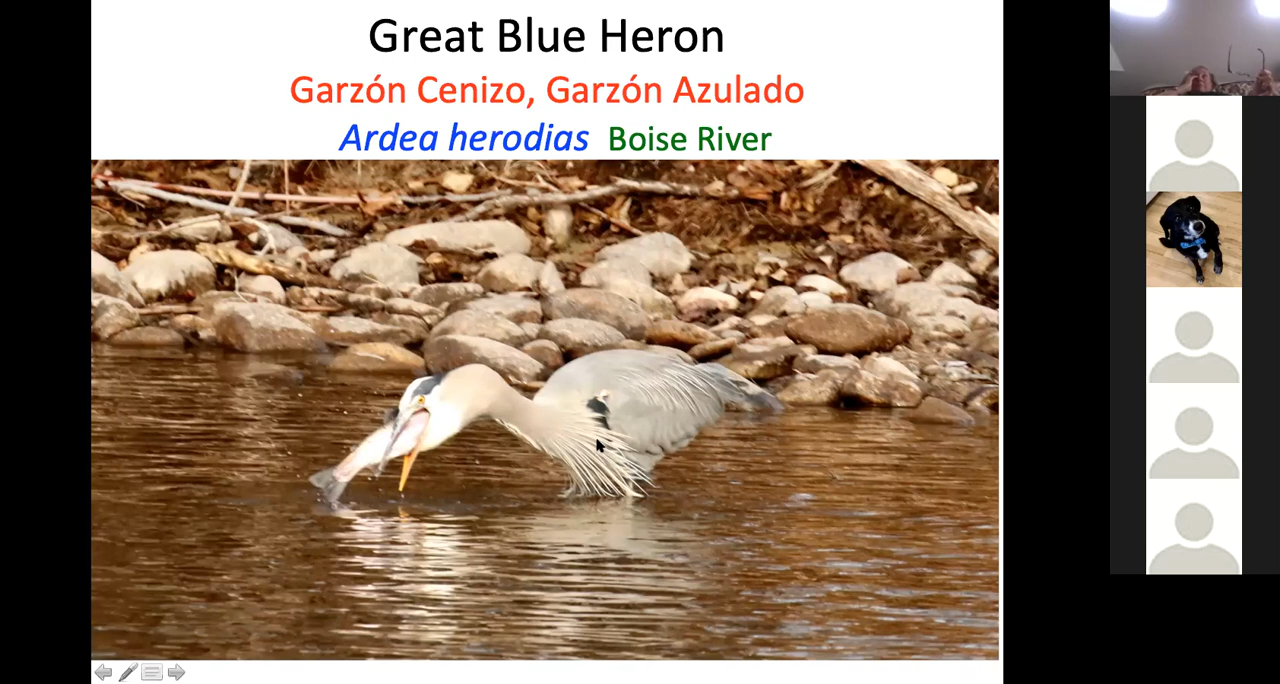 Great Blue Heron
Garzón Cenizo, Garzón Azulado
Ardea herodias Boise River